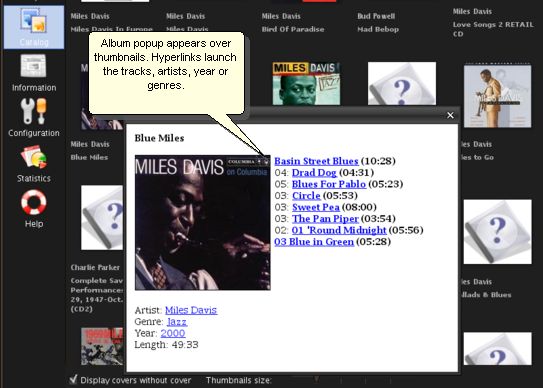 Catalog
Information
Configuration
Statistics
Help
Miles Davis
Miles Davis In Europe
Miles Davis
Miles Davis
Bird Of Paradise
Bud Powell
Mad Bebop
Miles Davis
Love Songs 2 RETAIL
CD
Album popup appears over
thumbnails. Hyperlinks launch
the tracks, artists, year or
genres.
MILES DAVIS
Miles Davis
Blue Miles
Miles to Go
Charlie Parker
Complete Sav
Performances
29, 1947-Oct.
(CD2)
Miles Davis
Ballads & Blues
Blue Miles
MILES DAVIS
COLUMBIA
on Columbia
Basin Street Blues (10:28)
04: Drad Dog (04:31)
05: Blues For Pablo (05:23)
03: Circle (05:53)
03: Sweet Pea (08:00)
03: The Pan Piper (03:54)
02: 01 'Round Midnight (05:56)
03 Blue in Green (05:28)
Artist: Miles Davis
Genre: Jazz
Year: 2000
Length: 49:33
Display covers without cover
Thumbnails size: